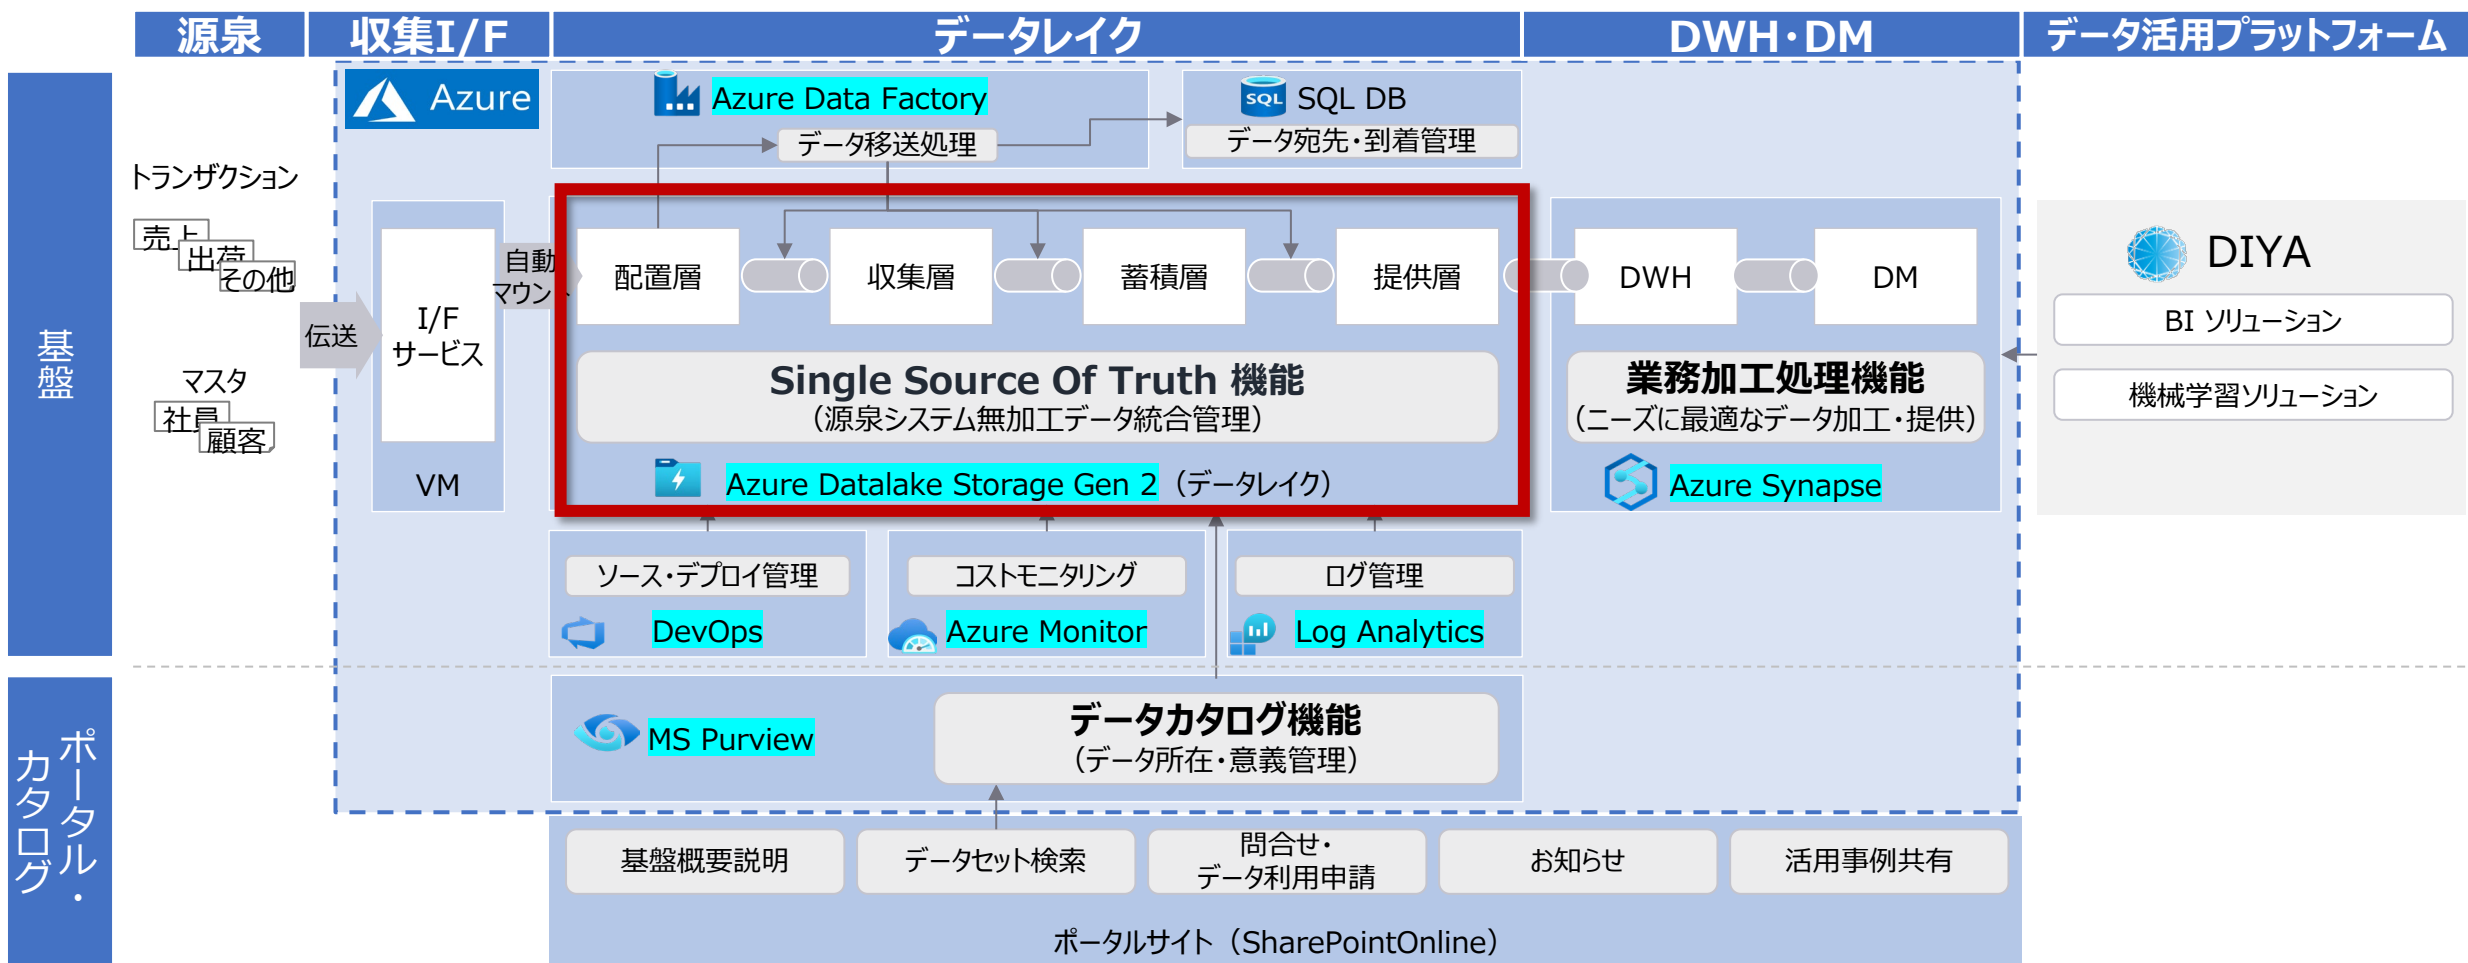 源泉
収集I/F
データレイク
DWH・DM
データ活用プラットフォーム
基盤
Azure
Azure Data Factory
データ移送処理
SQL
SQL DB
データ宛先・到着管理
トランザクション
売上
出荷
その他
マスタ
社員
顧客
伝送
I/F
サービス
VM
自動
マウント
配置層
収集層
蓄積層
提供層
Single Source Of Truth 機能
（源泉システム無加工データ統合管理）
Azure Datalake Storage Gen 2（データレイク）
DWH
DM
業務加工処理機能
（ニーズに最適なデータ加工・提供）
Azure Synapse
DIYA
BI ソリューション
機械学習ソリューション
ソース・デプロイ管理
DevOps
コストモニタリング
Azure Monitor
ログ管理
Log Analytics
ポータル・
カタログ
MS Purview
データカタログ機能
（データ所在・意義管理）
基盤概要説明
データセット検索
問合せ・
データ利用申請
お知らせ
活用事例共有
ポータルサイト（SharePointOnline）